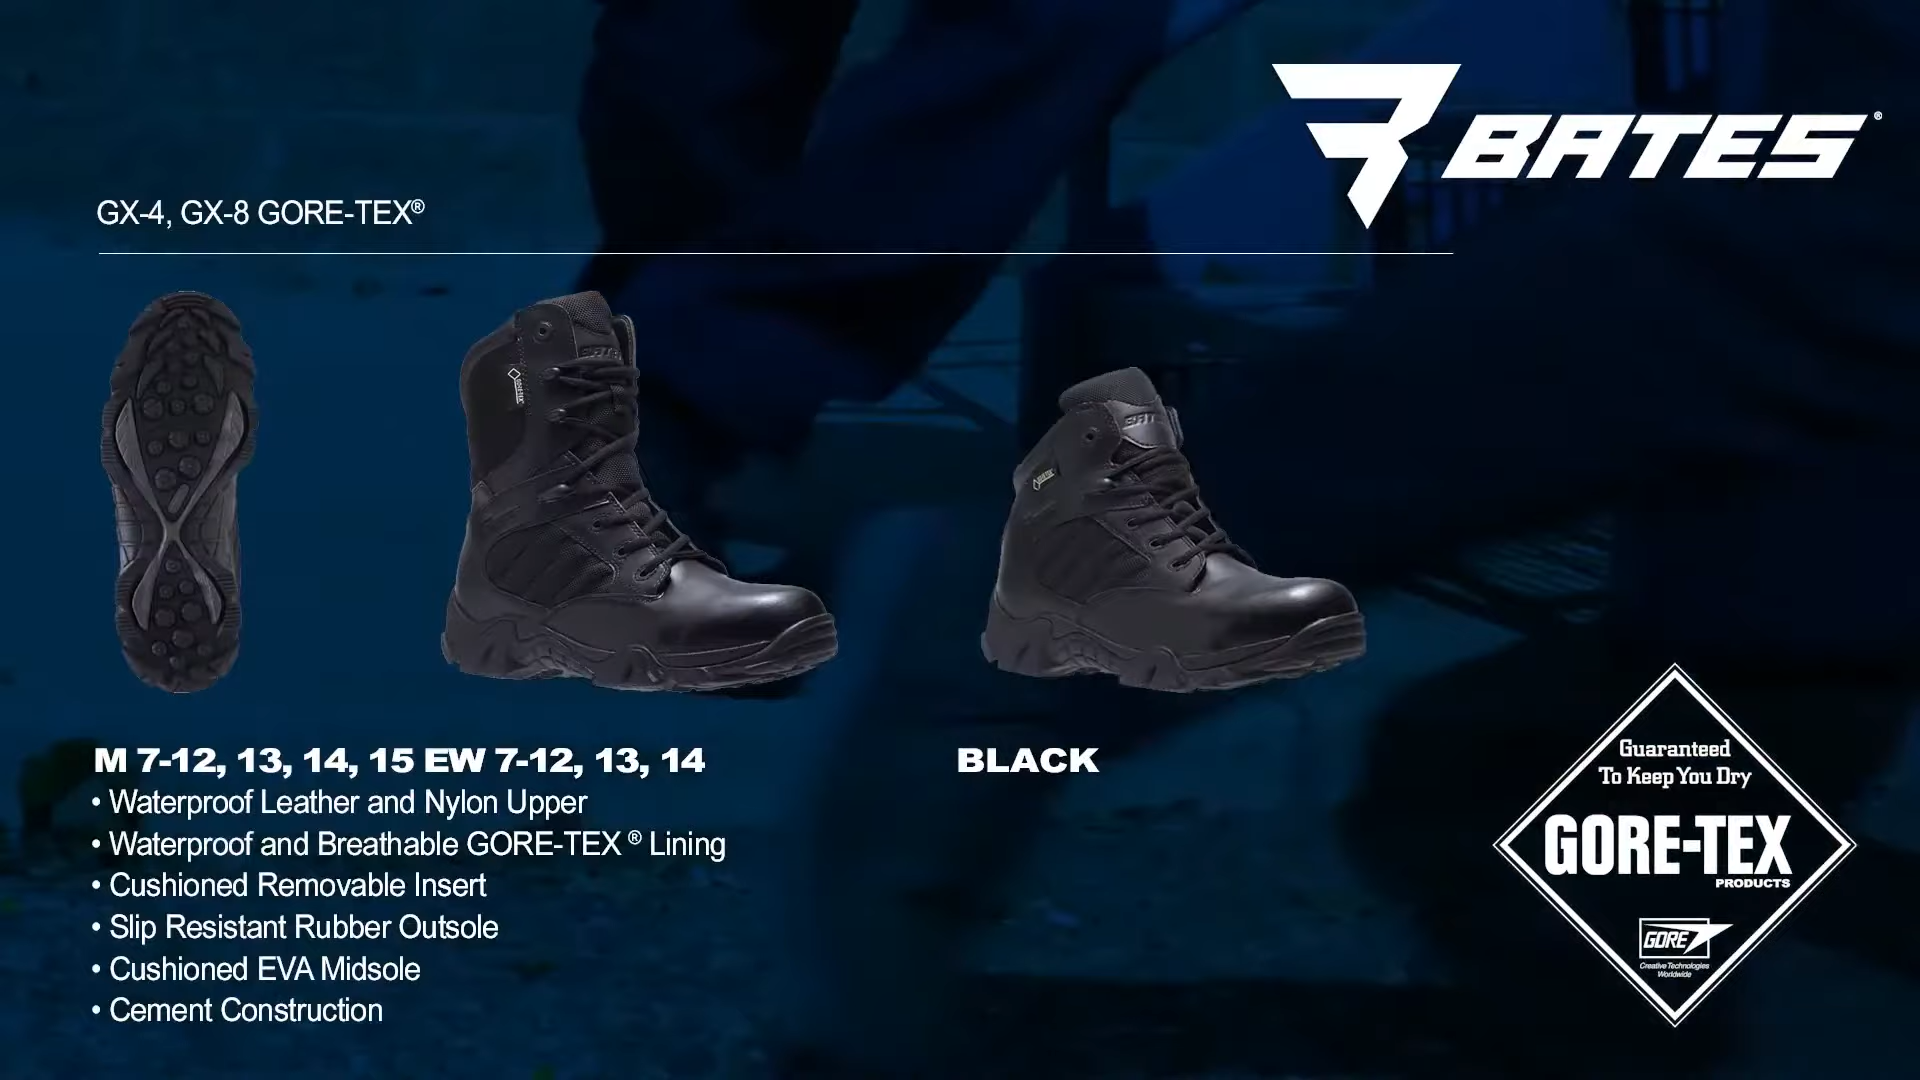 BATES®
GX-4, GX-8 GORE-TEX®
M 7-12, 13, 14, 15 EW 7-12, 13, 14
• Waterproof Leather and Nylon Upper
• Waterproof and Breathable GORE-TEX ® Lining
• Cushioned Removable Insert
• Slip Resistant Rubber Outsole
• Cushioned EVA Midsole
• Cement Construction
BLACK
Guaranteed
To Keep You Dry
GORE-TEX
PRODUCTS
GORE
Creative Technologies
Worldwide